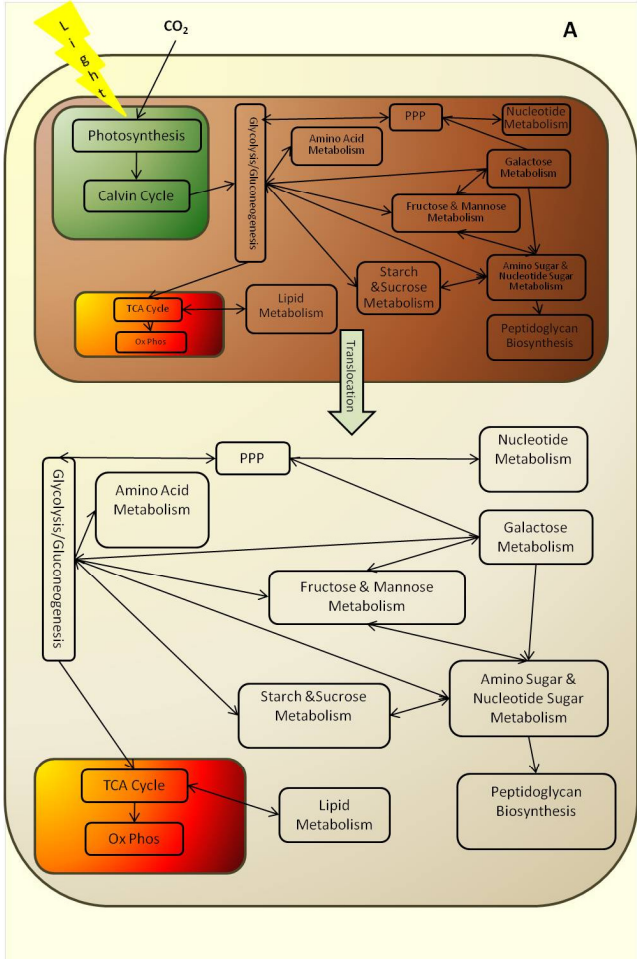 Light
CO₂
A
Photosynthesis
Calvin Cycle
Glycolysis/Gluconeogenesis
PPP
Nucleotide
Metabolism
Amino Acid
Metabolism
Galactose
Metabolism
Fructose & Mannose
Metabolism
Starch
&Sucrose
Metabolism
Amino Sugar &
Nucleotide Sugar
Metabolism
TCA Cycle
Ox Phos
Lipid
Metabolism
Peptidoglycan
Biosynthesis
Translocation
PPP
Nucleotide
Metabolism
Glycolysis/Gluconeogenesis
Amino Acid
Metabolism
Galactose
Metabolism
Fructose & Mannose
Metabolism
Starch &Sucrose
Metabolism
Amino Sugar &
Nucleotide Sugar
Metabolism
TCA Cycle
Ox Phos
Lipid
Metabolism
Peptidoglycan
Biosynthesis